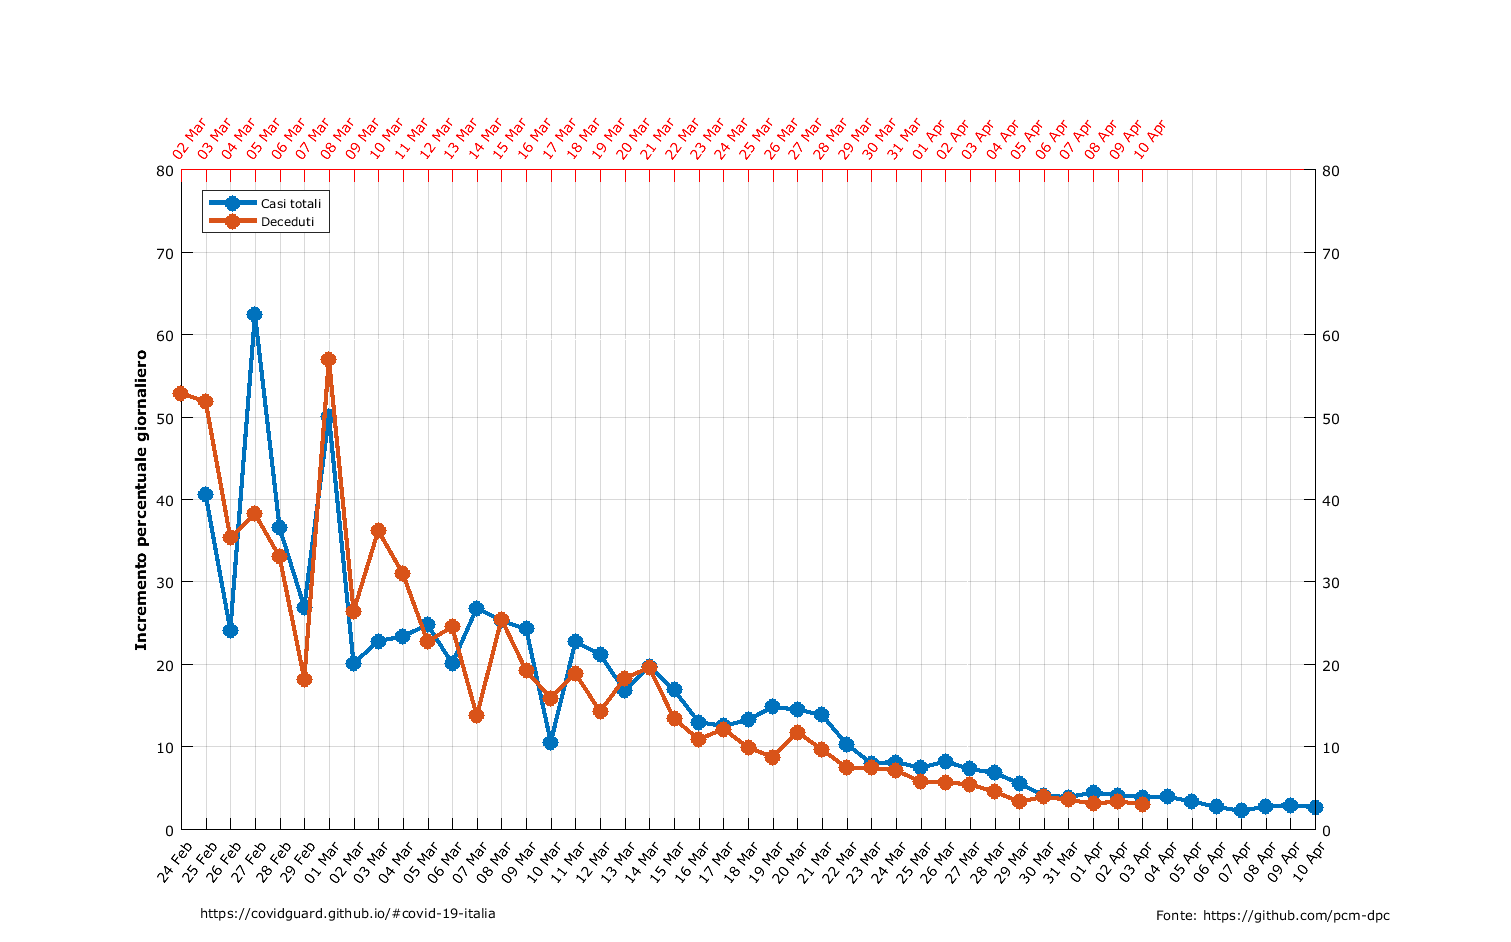 02 Mar 03 Mar 04 Mar 05 Mar 06 Mar 07 Mar 08 Mar 09 Mar 10 Mar 11 Mar 12 Mar 13 Mar 14 Mar 15 Mar 16 Mar 17 Mar 18 Mar 19 Mar 20 Mar 21 Mar 22 Mar 23 Mar 24 Mar 25 Mar 26 Mar 27 Mar 28 Mar 29 Mar 30 Mar 31 Mar 01 Apr 02 Apr 03 Apr 04 Apr 05 Apr 06 Apr 07 Apr 08 Apr 09 Apr 10 Apr
80 80
Casi totali
Deceduti
70 70
60 60
50 50
40 40
30 30
20 20
10 10
0 0
Incremento percentuale giornaliero
24 Feb 25 Feb 26 Feb 27 Feb 28 Feb 29 Feb 01 Mar 02 Mar 03 Mar 04 Mar 05 Mar 06 Mar 07 Mar 08 Mar 09 Mar 10 Mar 11 Mar 12 Mar 13 Mar 14 Mar 15 Mar 16 Mar 17 Mar 18 Mar 19 Mar 20 Mar 21 Mar 22 Mar 23 Mar 24 Mar 25 Mar 26 Mar 27 Mar 28 Mar 29 Mar 30 Mar 31 Mar 01 Apr 02 Apr 03 Apr 04 Apr 05 Apr 06 Apr 07 Apr 08 Apr 09 Apr 10 Apr
https://covidguard.github.io/#covid-19-italia
Fonte: https://github.com/pcm-dpc